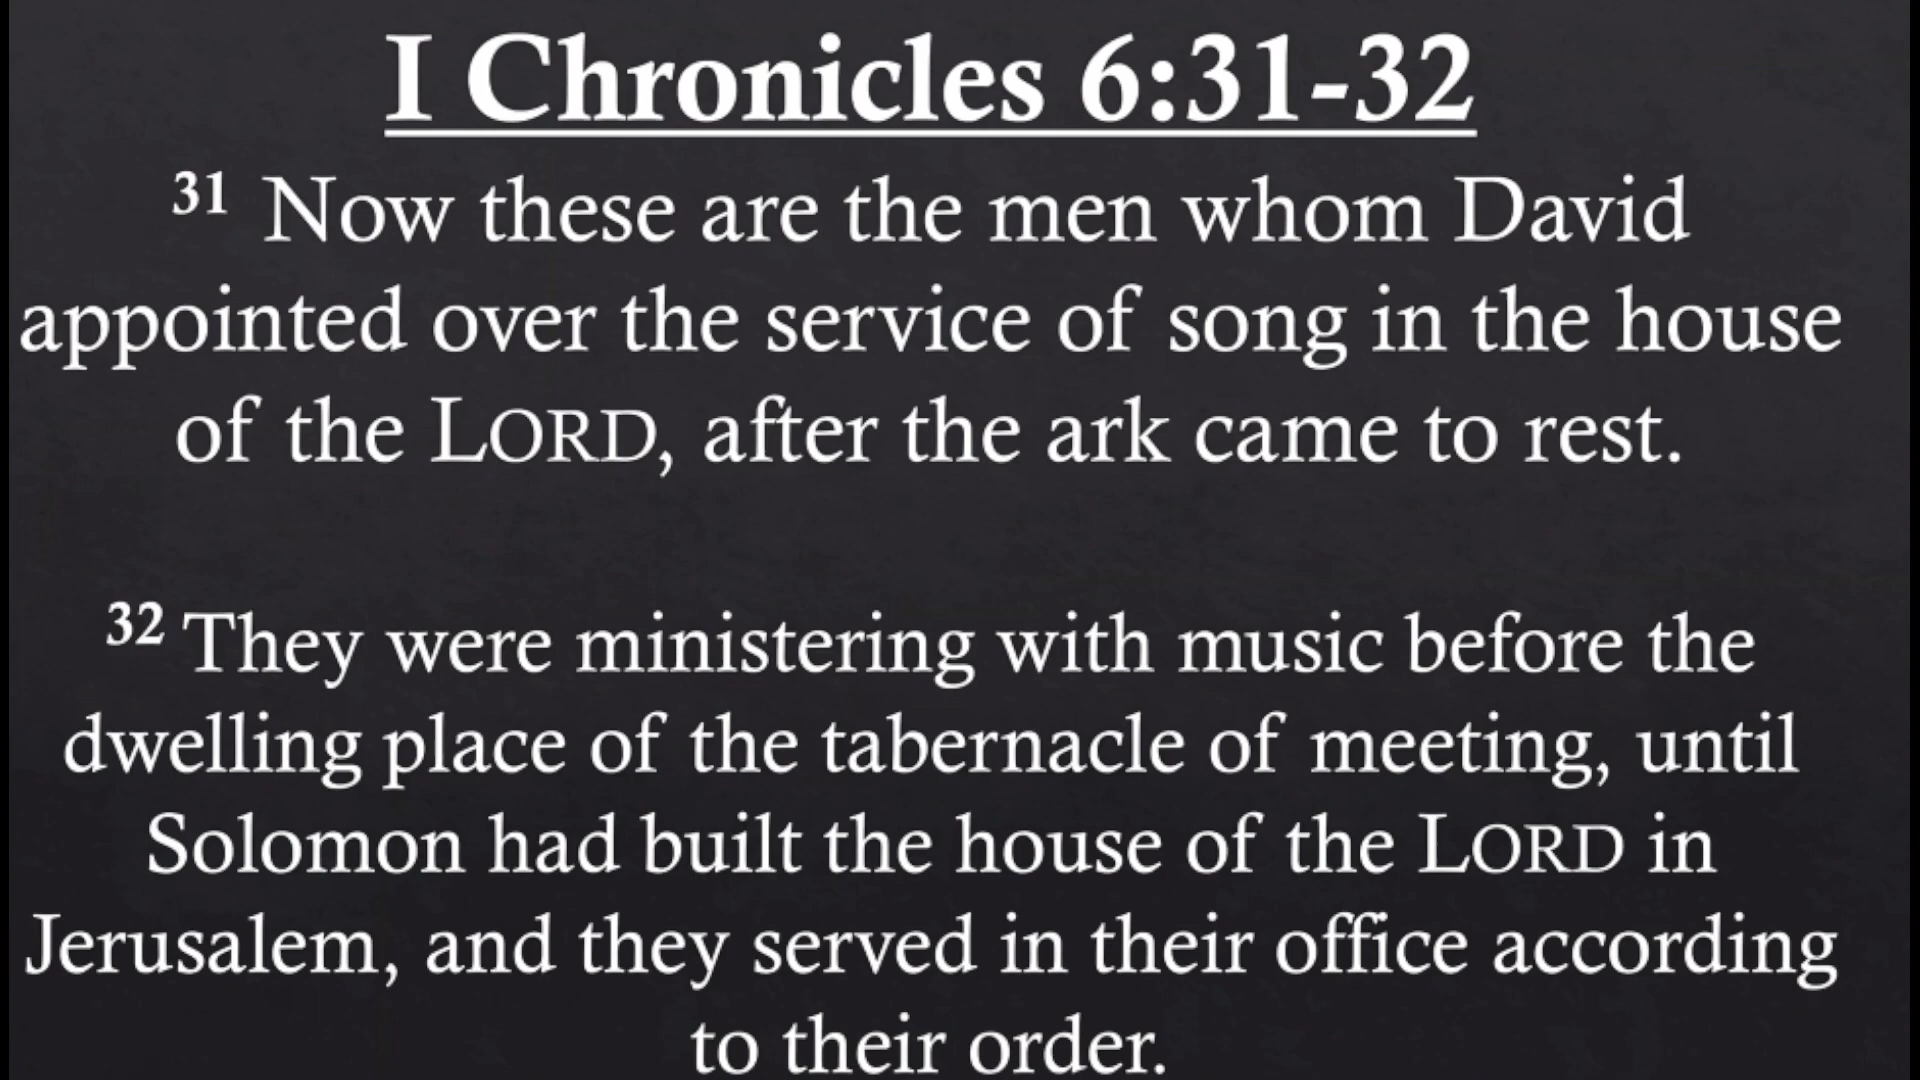 I Chronicles 6:31-32
31 Now these are the men whom David
appointed over the service of song in the house
of the LORD, after the ark came to rest.
32 They were ministering with music before the
dwelling place of the tabernacle of meeting, until
Solomon had built the house of the LORD in
Jerusalem, and they served in their office according
to their order.